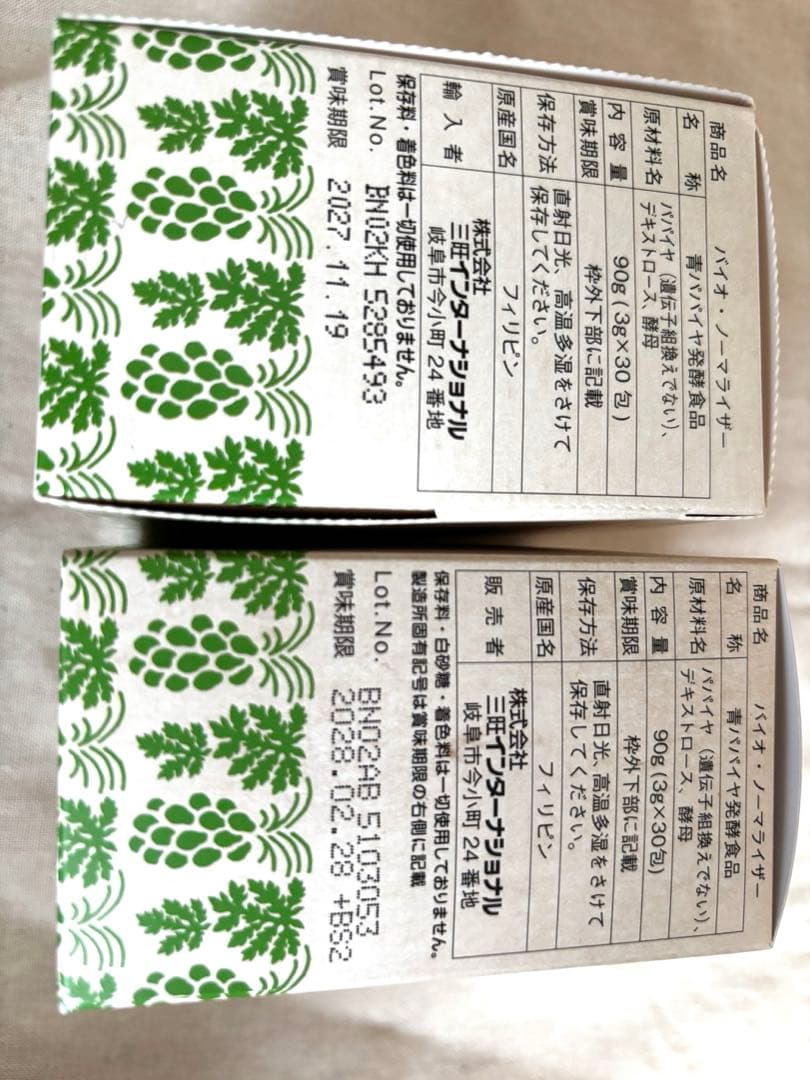 商品名 バイオ・ノーマライザー
名 称 青パパイヤ発酵食品
原材料名 パパイヤ（遺伝子組換えでない）、
デキストロース、酵母
内容量 90g(3g×30包)
賞味期限 枠外下部に記載
保存方法 直射日光、高温多湿をさけて
保存してください。
原産国名 フィリピン
輸入者 株式会社
三旺インターナショナル
岐阜市今小町24番地
保存料・着色料は一切使用しておりません。
Lot.No. BN02KH 5285493
賞味期限 2027.11.19
商品名 バイオ・ノーマライザー
名 称 青パパイヤ発酵食品
原材料名 パパイヤ（遺伝子組換えでない）、
デキストロース、酵母
内容量 90g(3g×30包)
賞味期限 枠外下部に記載
保存方法 直射日光、高温多湿をさけて
保存してください。
原産国名 フィリピン
販売者 株式会社
三旺インターナショナル
岐阜市今小町24番地
保存料・白砂糖・着色料は一切使用しておりません。
製造所固有記号は賞味期限の右側に記載
Lot.No. BN02AB 5103053
賞味期限 2028.02.28 +BS2